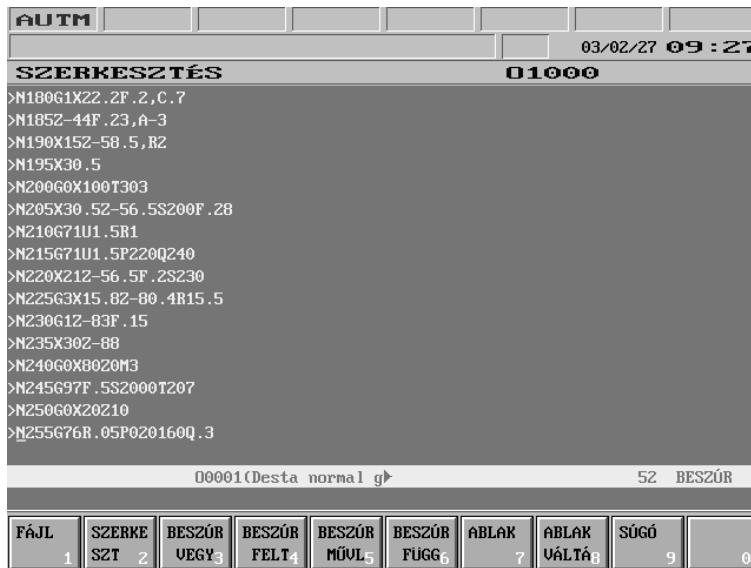 AUTM
03/02/27 09:27
SZERKESZTÉS O1000
>N180G1X22.2F.2,C.7
>N185Z-44F.23,A-3
>N190X15Z-58.5,R2
>N195X30.5
>N200G0X100T303
>N205X30.5Z-56.5S200F.28
>N210G71U1.5R1
>N215G71U1.5P220Q240
>N220X21Z-56.5F.2S230
>N225G3X15.8Z-80.4R15.5
>N230G1Z-83F.15
>N235X30Z-88
>N240G0X80Z0M3
>N245G97F.5S2000T207
>N250G0X20Z10
>N255G76R.05P020160Q.3
O0001(Desta normal g 52 BESZÚR
FÁJL 1 SZERKESZT 2 BESZÚR VEGY 3 BESZÚR FELT 4 BESZÚR MŰVL 5 BESZÚR FÜGG 6 ABLAK 7 ABLAK VÁLTÁ 8 SÚGÓ 9 0